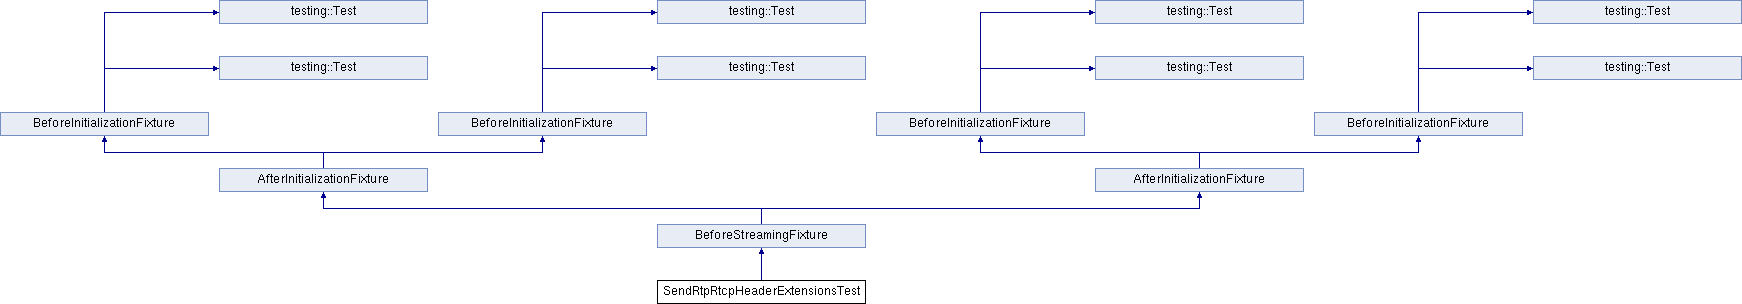 testing::Test
testing::Test
testing::Test
testing::Test
testing::Test
testing::Test
testing::Test
testing::Test
BeforeInitializationFixture
BeforeInitializationFixture
BeforeInitializationFixture
BeforeInitializationFixture
AfterInitializationFixture
AfterInitializationFixture
BeforeStreamingFixture
SendRtpRtcpHeaderExtensionsTest